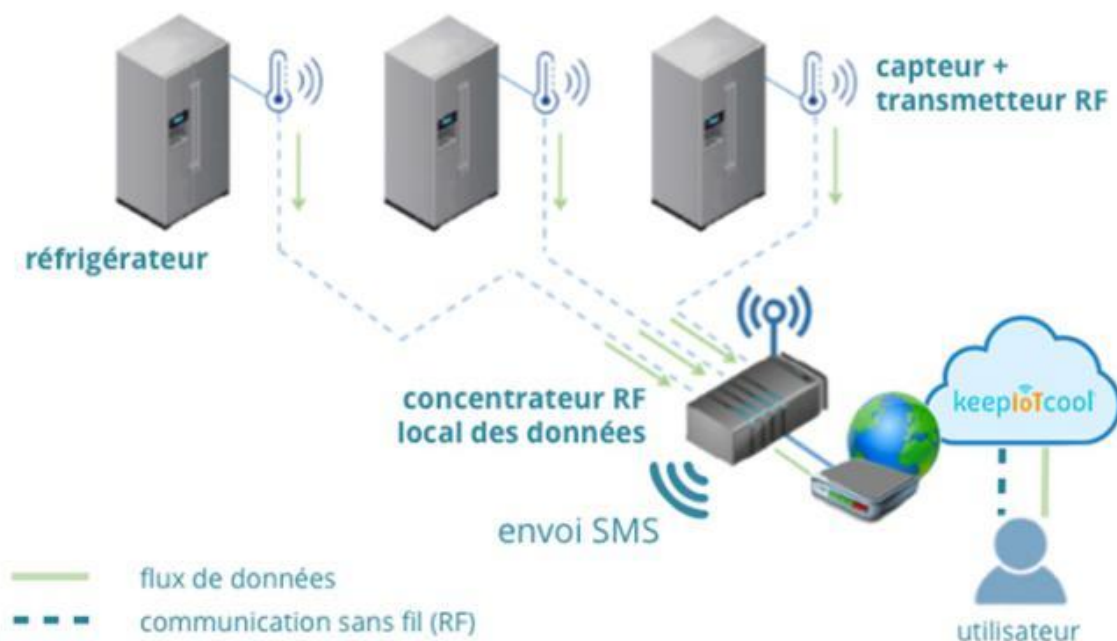 capteur +
transmetteur RF
réfrigérateur
concentrateur RF
local des données
keepIoTcool
envoi SMS
flux de données
communication sans fil (RF)
utilisateur